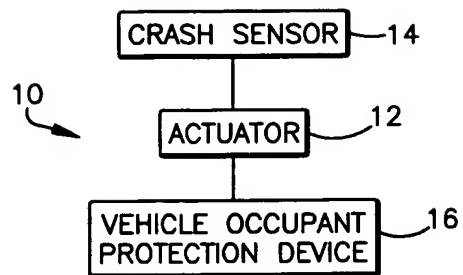 CRASH SENSOR
14
10
ACTUATOR
12
VEHICLE OCCUPANT
PROTECTION DEVICE
16